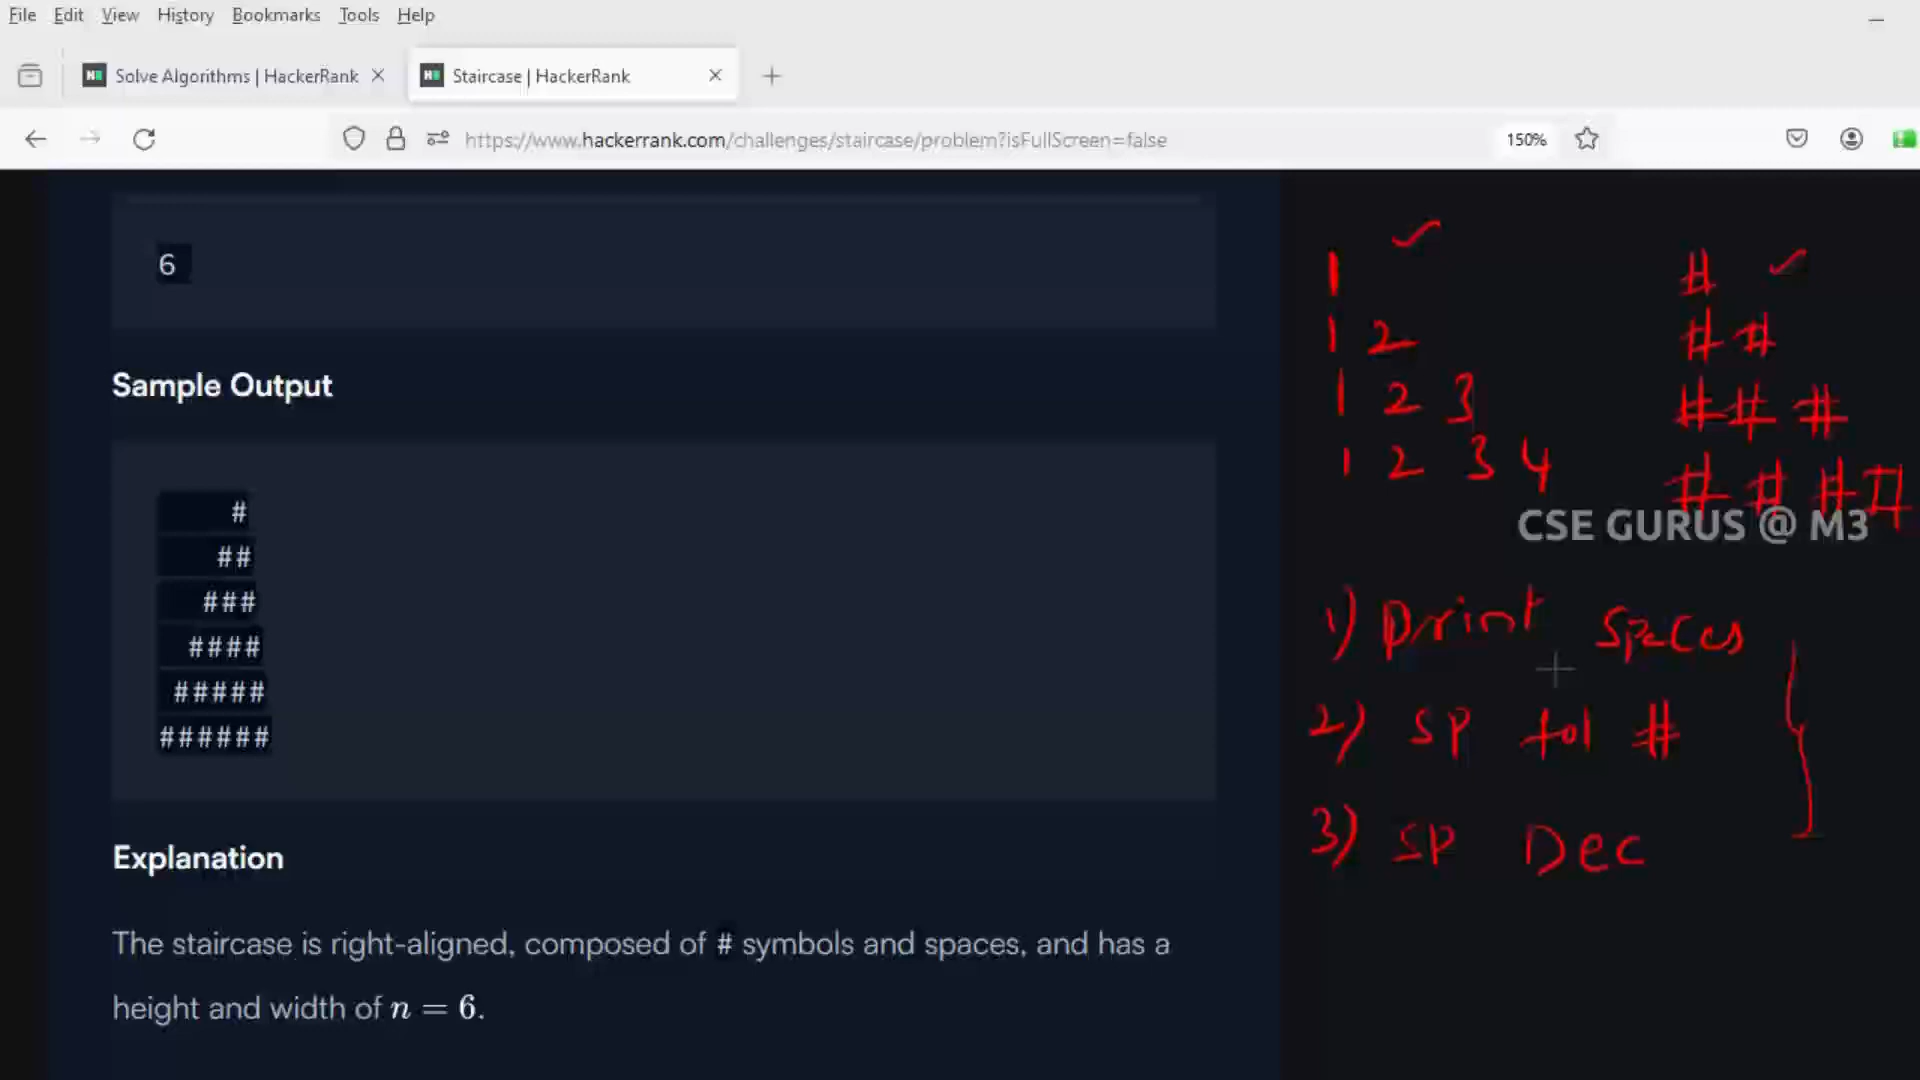 File Edit View History Bookmarks Tools Help
Solve Algorithms | HackerRank
Staircase | HackerRank
https://www.hackerrank.com/challenges/staircase/problem?isFullScreen=false
150%
6
Sample Output
#
##
###
####
#####
######
Explanation
The staircase is right-aligned, composed of # symbols and spaces, and has a
height and width of n = 6.
1
1 2
1 2 3
1 2 3 4
#
# #
# # #
# # # #
CSE GURUS @ M3
1) print spaces
2) SP fol #
3) SP Dec